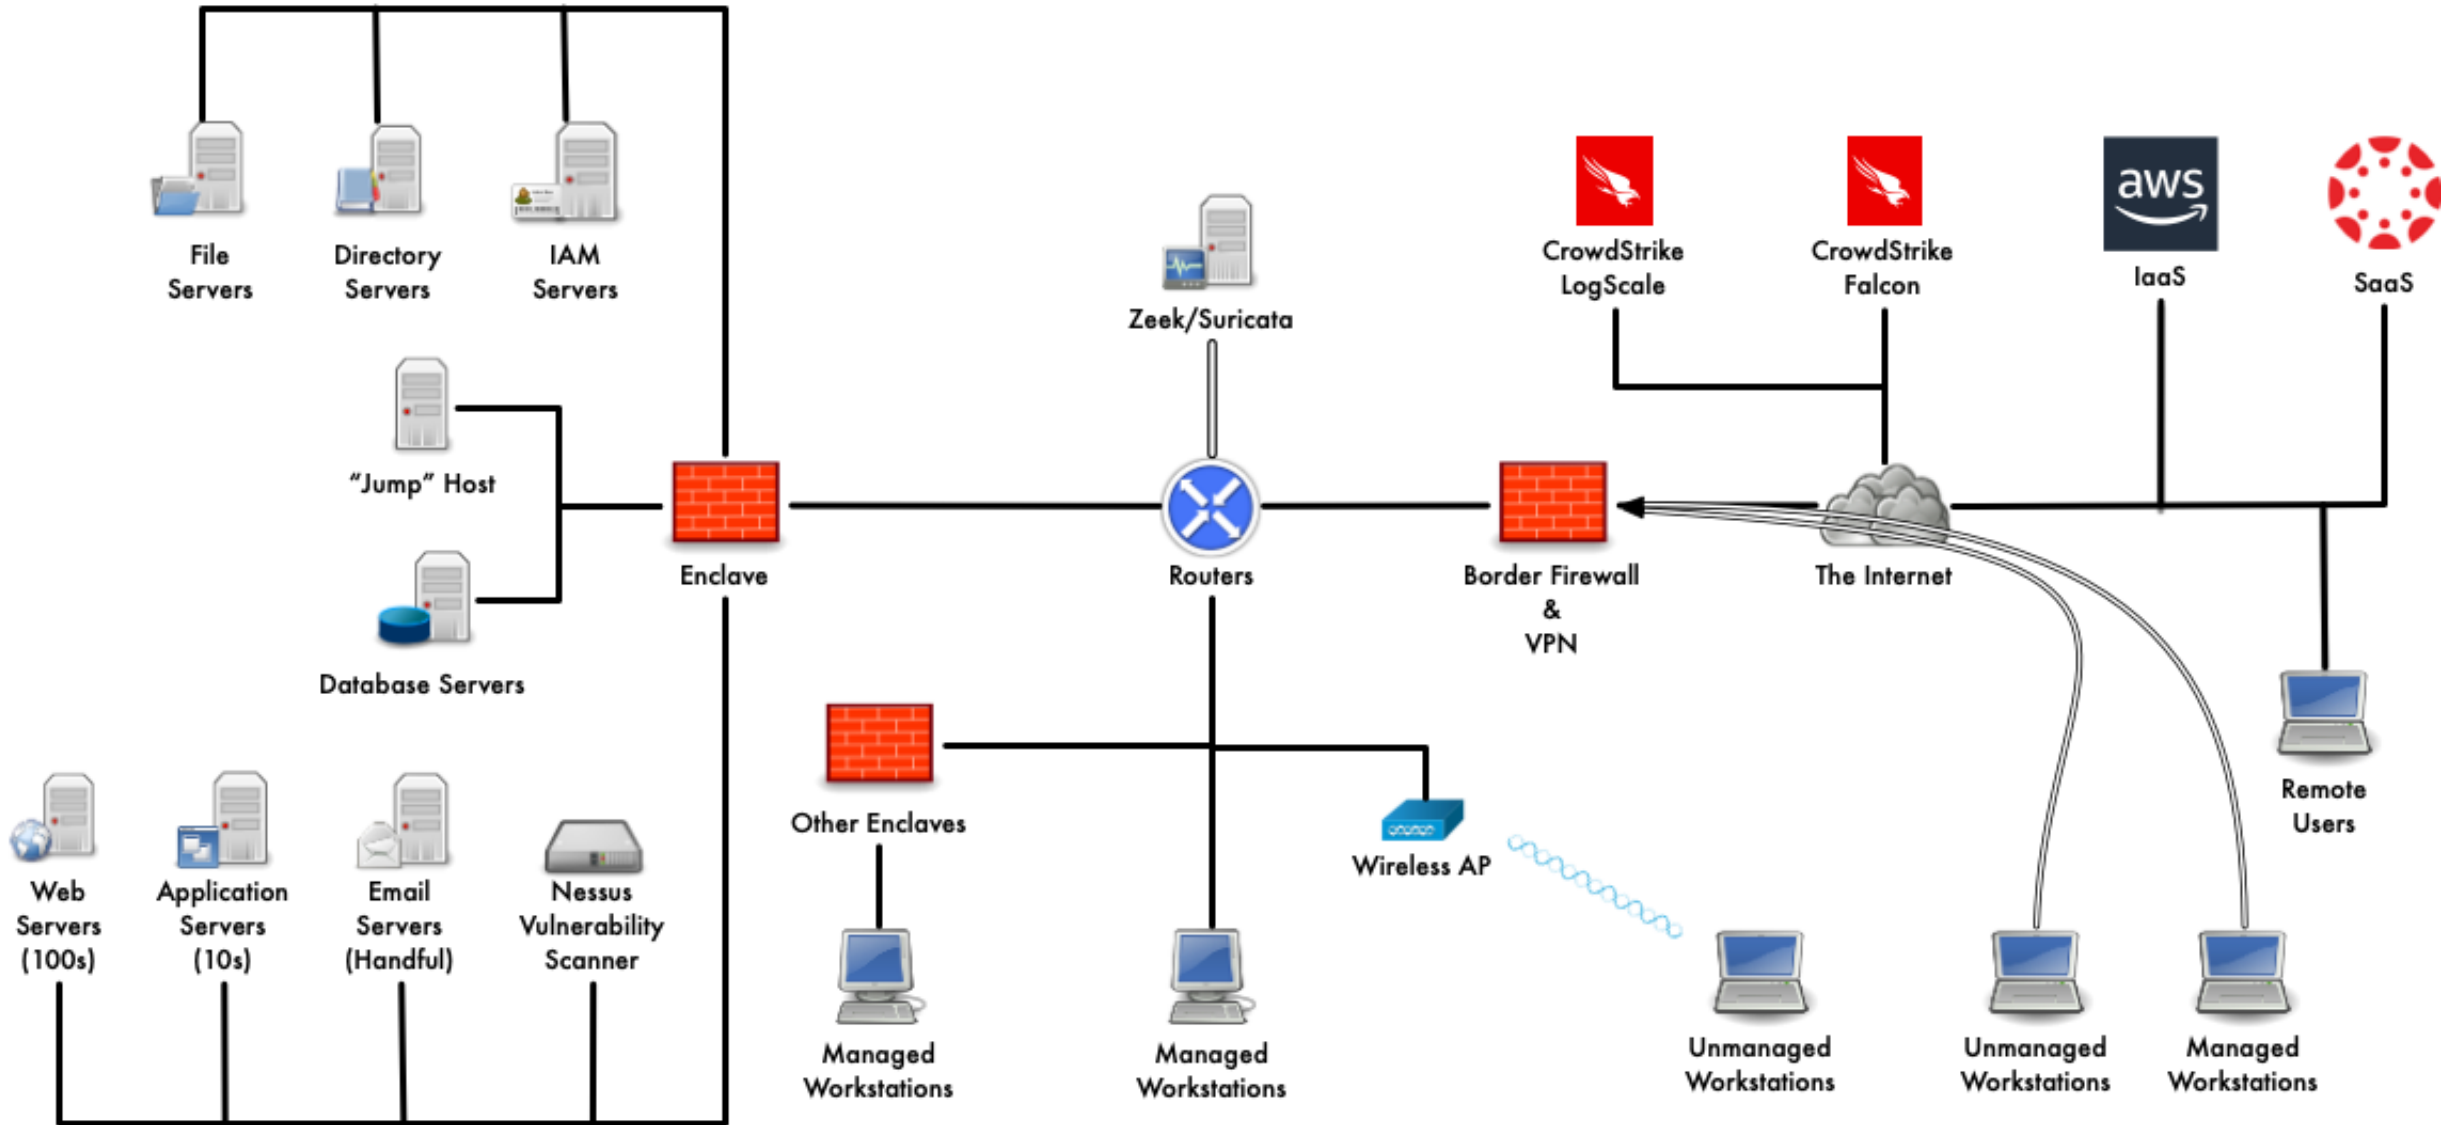 File
Servers
Directory
Servers
IAM
Servers
Zeek/Suricata
CrowdStrike
LogScale
CrowdStrike
Falcon
aws
IaaS
SaaS
“Jump” Host
Database Servers
Enclave
Routers
Border Firewall
&
VPN
The Internet
Remote
Users
Other Enclaves
Wireless AP
Web
Servers
(100s)
Application
Servers
(10s)
Email
Servers
(Handful)
Nessus
Vulnerability
Scanner
Managed
Workstations
Managed
Workstations
Unmanaged
Workstations
Unmanaged
Workstations
Managed
Workstations